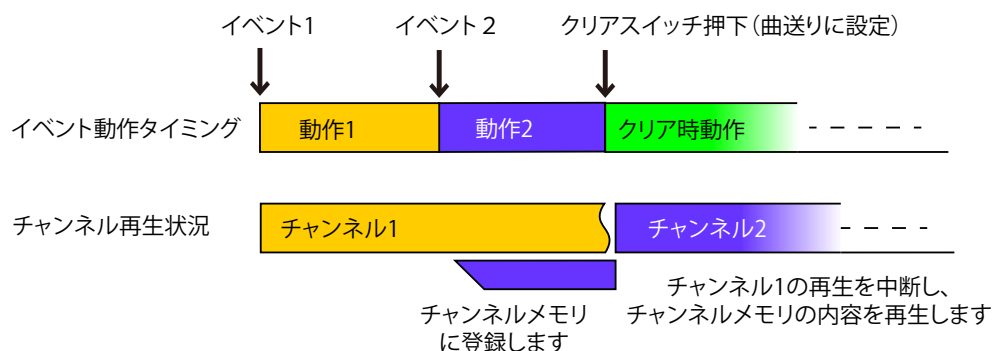 イベント1
イベント 2
クリアスイッチ押下（曲送りに設定）
イベント動作タイミング
動作1
動作2
クリア時動作
チャンネル再生状況
チャンネル1
チャンネル2
チャンネルメモリ
に登録します
チャンネル1の再生を中断し、
チャンネルメモリの内容を再生します